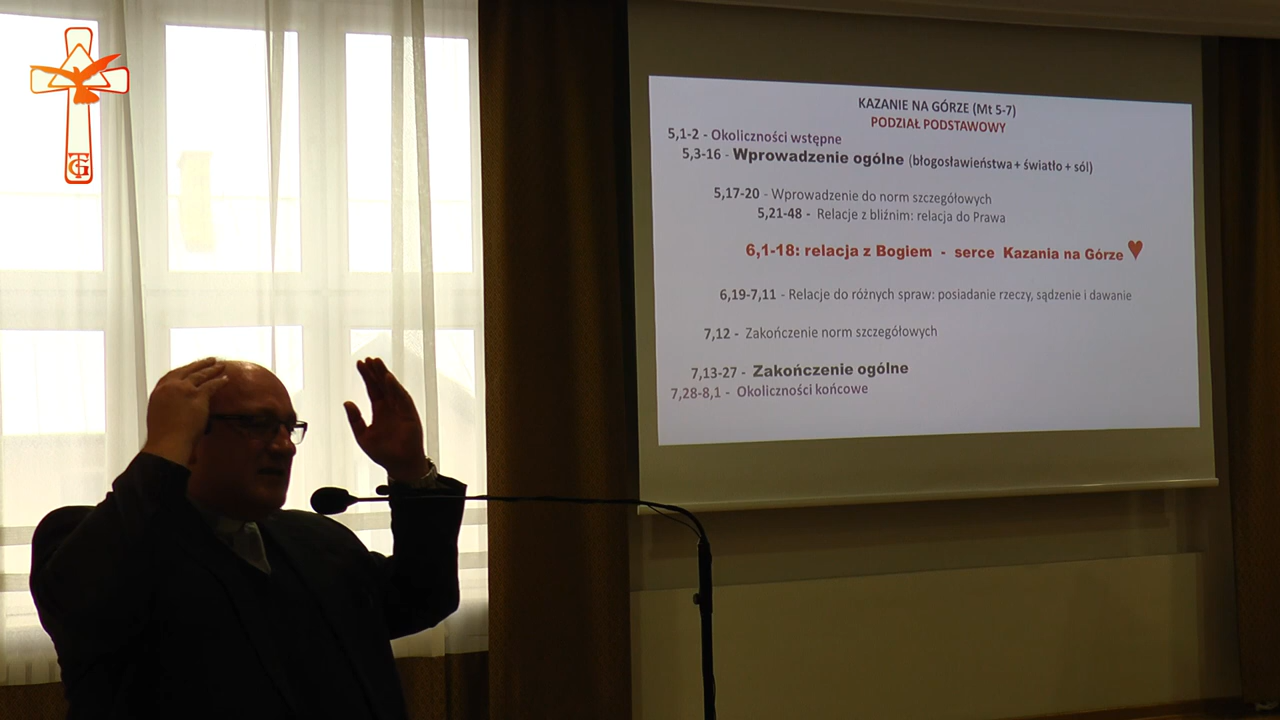 KAZANIE NA GÓRZE (Mt 5-7)
PODZIAŁ PODSTAWOWY
5,1-2 - Okoliczności wstępne
5,3-16 - Wprowadzenie ogólne (błogosławieństwa + światło + sól)
5,17-20 - Wprowadzenie do norm szczegółowych
5,21-48 - Relacje z bliźnim: relacja do Prawa
6,1-18: relacja z Bogiem - serce Kazania na Górze
6,19-7,11 - Relacje do różnych spraw: posiadanie rzeczy, sądzenie i dawanie
7,12 - Zakończenie norm szczegółowych
7,13-27 - Zakończenie ogólne
7,28-8,1 - Okoliczności końcowe